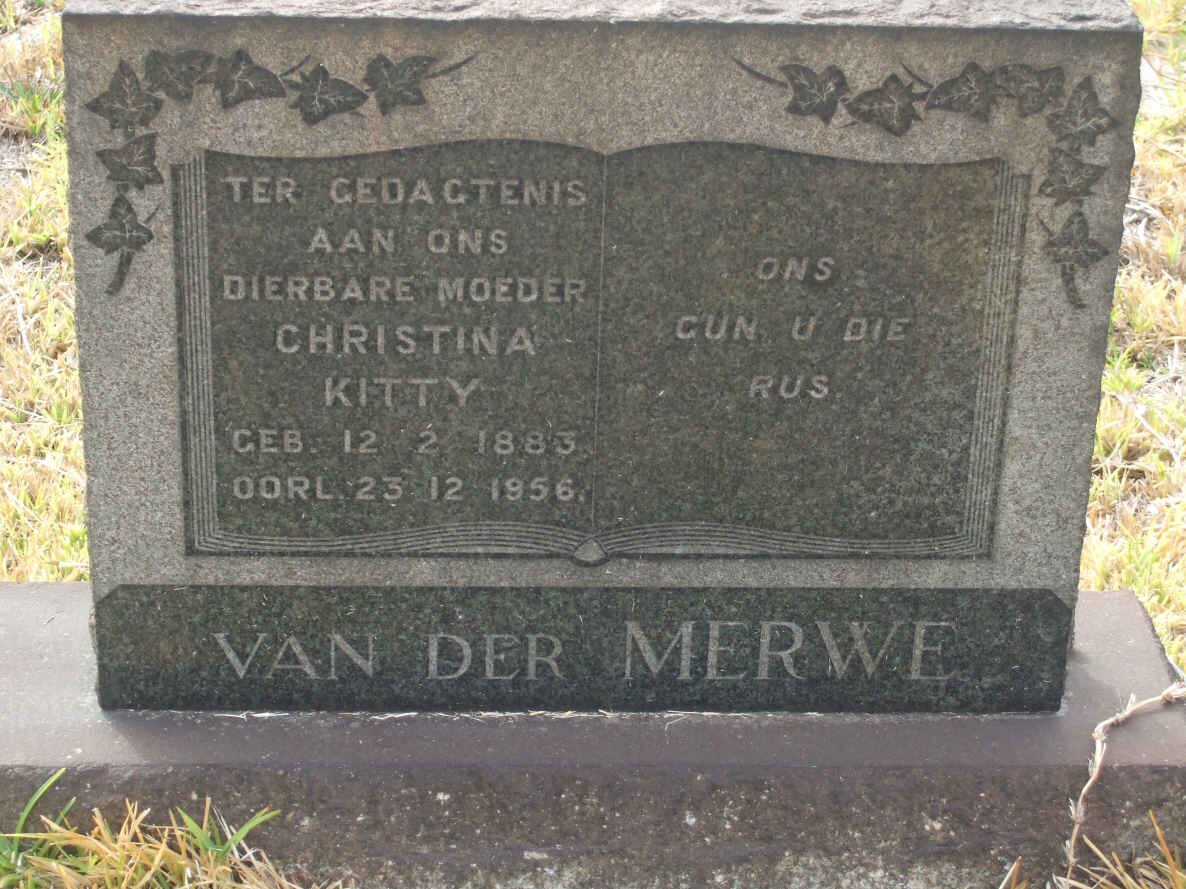 TER GEDAGTENIS
AAN ONS
DIERBARE MOEDER
CHRISTINA
KITTY
GEB. 12 2 1883.
OORL. 23 12 1956.
ONS
GUN U DIE
RUS
VAN DER MERWE